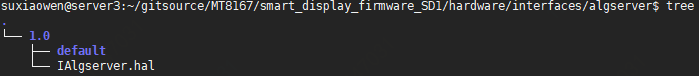 suxiaowen@server3:~/gitsource/MT8167/smart_display_firmware_SD1/hardware/interfaces/algserver$ tree
.
└── 1.0
    ├── default
    └── IAlgserver.hal